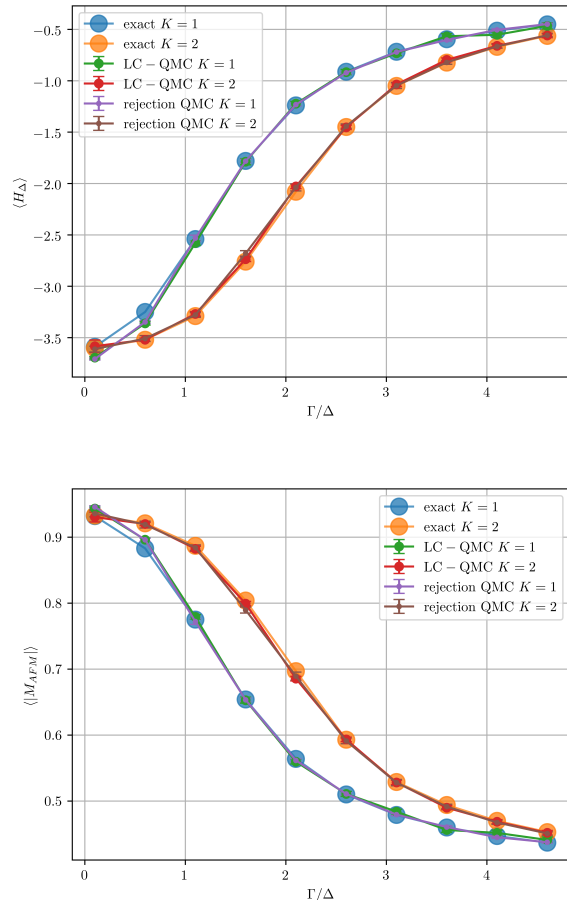 −0.5
−1.0
−1.5
−2.0
−2.5
−3.0
−3.5
⟨H_Δ⟩
exact K = 1
exact K = 2
LC − QMC K = 1
LC − QMC K = 2
rejection QMC K = 1
rejection QMC K = 2
0 1 2 3 4
Γ/Δ
0.9
0.8
0.7
0.6
0.5
⟨|M_{AFM}|⟩
exact K = 1
exact K = 2
LC − QMC K = 1
LC − QMC K = 2
rejection QMC K = 1
rejection QMC K = 2
0 1 2 3 4
Γ/Δ